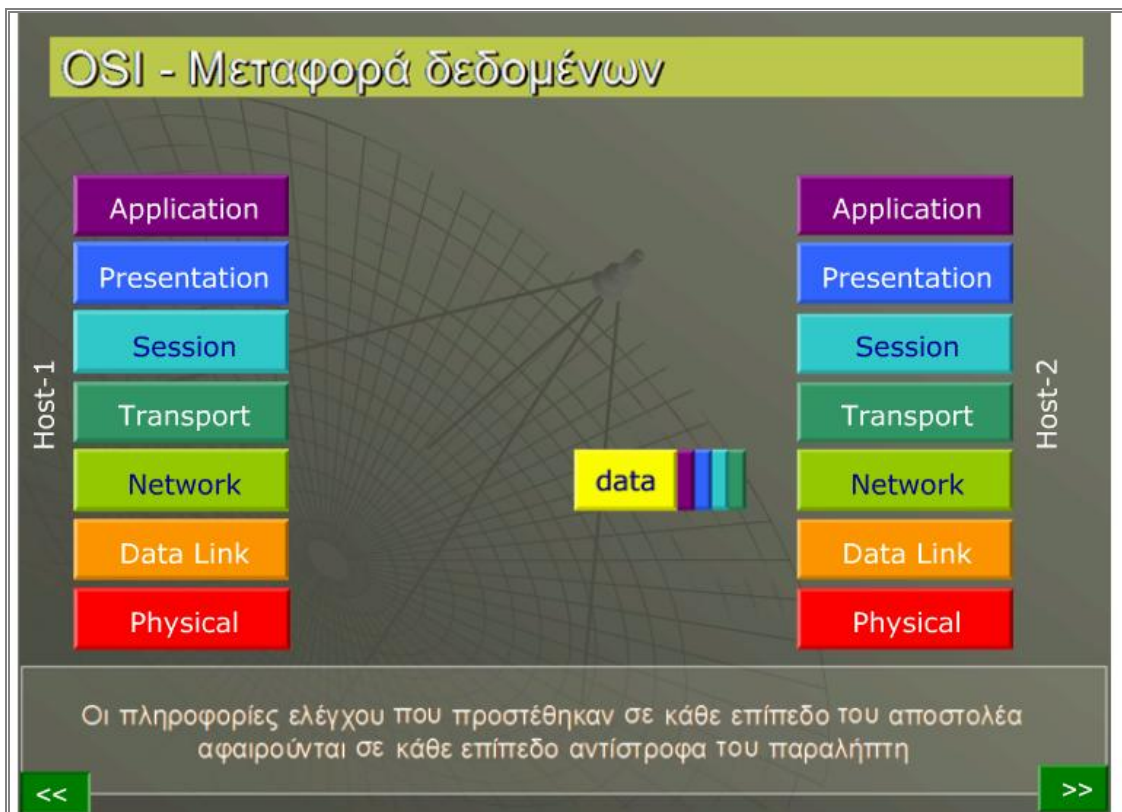 OSI - Μεταφορά δεδομένων
Application
Presentation
Session
Transport
Network
Data Link
Physical
Host-1
data
Application
Presentation
Session
Transport
Network
Data Link
Physical
Host-2
Οι πληροφορίες ελέγχου που προστέθηκαν σε κάθε επίπεδο του αποστολέα
αφαιρούνται σε κάθε επίπεδο αντίστροφα του παραλήπτη
<<
>>